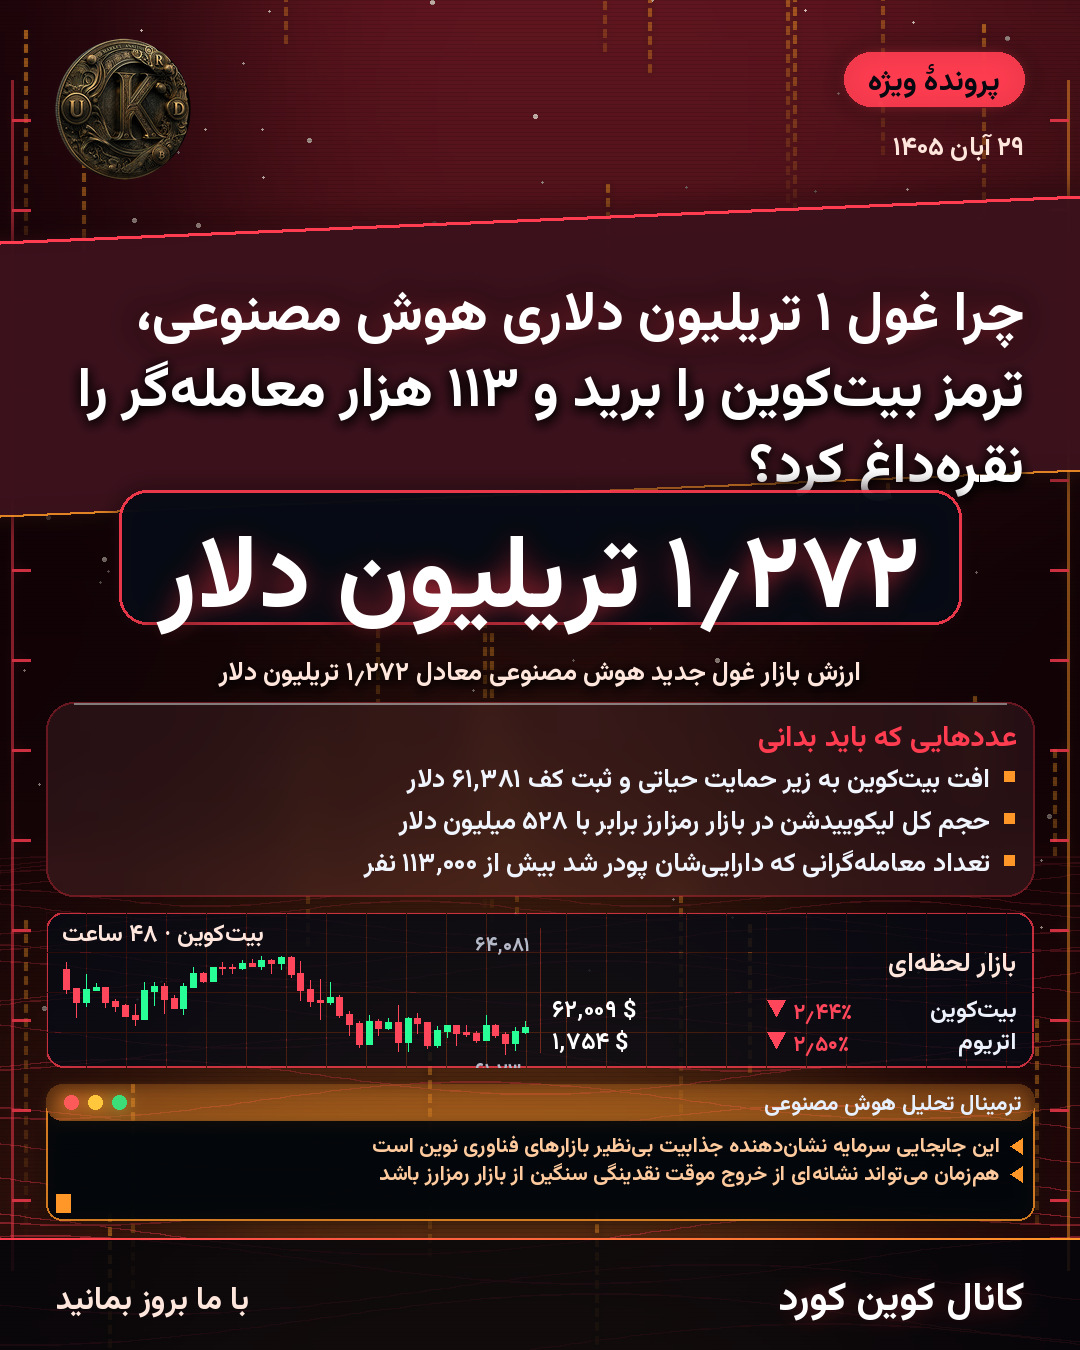 پروندهٔ ویژه
۲۹ آبان ۱۴۰۵
K
U
R
D
چرا غول ۱ تریلیون دلاری هوش مصنوعی،
ترمز بیت‌کوین را برید و ۱۱۳ هزار معامله‌گر را
نقره‌داغ کرد؟
۱٫۲۷۲ تریلیون دلار
ارزش بازار غول جدید هوش مصنوعی معادل ۱٫۲۷۲ تریلیون دلار
عددهایی که باید بدانی
افت بیت‌کوین به زیر حمایت حیاتی و ثبت کف ۶۱,۳۸۱ دلار
حجم کل لیکوییدشن در بازار رمزارز برابر با ۵۲۸ میلیون دلار
تعداد معامله‌گرانی که دارایی‌شان پودر شد بیش از ۱۱۳,۰۰۰ نفر
بازار لحظه‌ای
بیت‌کوین ۲٫۴۴٪ ▼ ۶۲,۰۰۹ $
اتریوم ۲٫۵۰٪ ▼ ۱,۷۵۴ $
بیت‌کوین · ۴۸ ساعت
۶۴,۰۸۱
ترمینال تحلیل هوش مصنوعی
این جابجایی سرمایه نشان‌دهنده جذابیت بی‌نظیر بازارهای فناوری نوین است
هم‌زمان می‌تواند نشانه‌ای از خروج موقت نقدینگی سنگین از بازار رمزارز باشد
کانال کوین کورد
با ما بروز بمانید